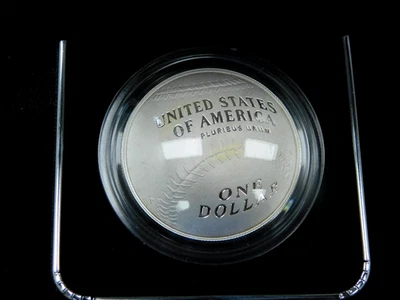 UNITED STATES
OF AMERICA
E PLURIBUS UNUM
ONE
DOLLAR